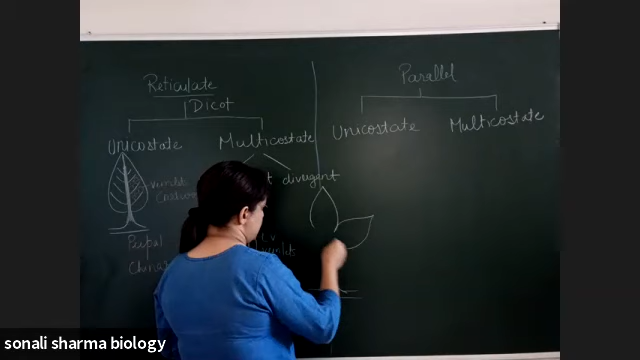 Reticulate
Dicot
Unicostate
Multicostate
divergent
Peepal
Parallel
Unicostate
Multicostate
sonali sharma biology